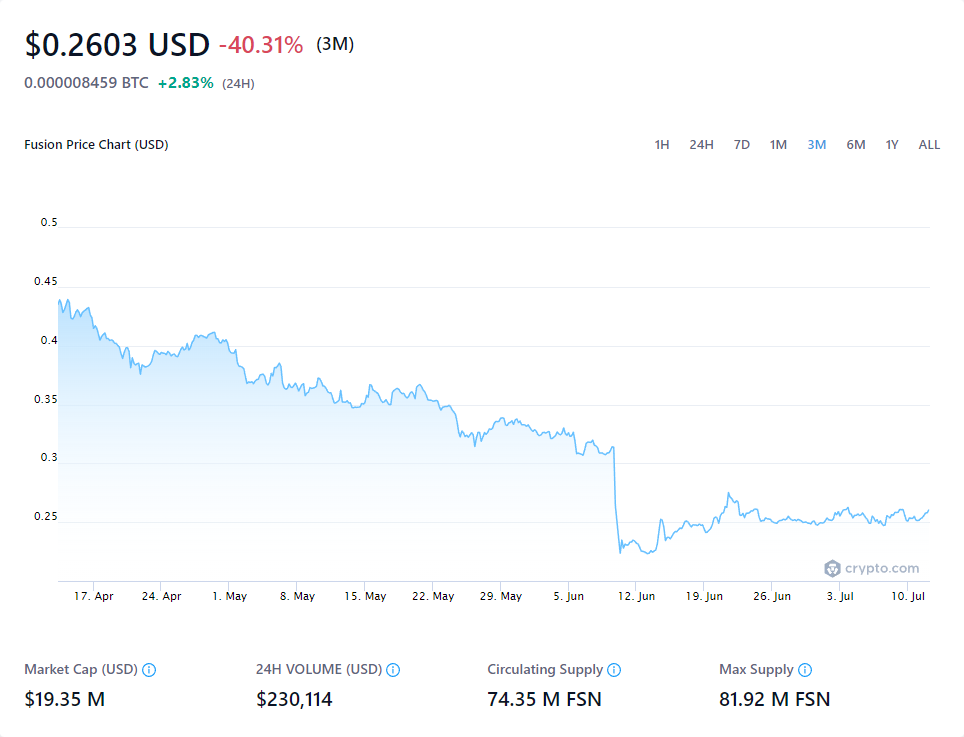 $0.2603 USD -40.31% (3M)
0.000008459 BTC +2.83% (24H)
Fusion Price Chart (USD) 1H 24H 7D 1M 3M 6M 1Y ALL
0.5
0.45
0.4
0.35
0.3
0.25
crypto.com
17. Apr 24. Apr 1. May 8. May 15. May 22. May 29. May 5. Jun 12. Jun 19. Jun 26. Jun 3. Jul 10. Jul
Market Cap (USD) 24H VOLUME (USD) Circulating Supply Max Supply
$19.35 M $230,114 74.35 M FSN 81.92 M FSN